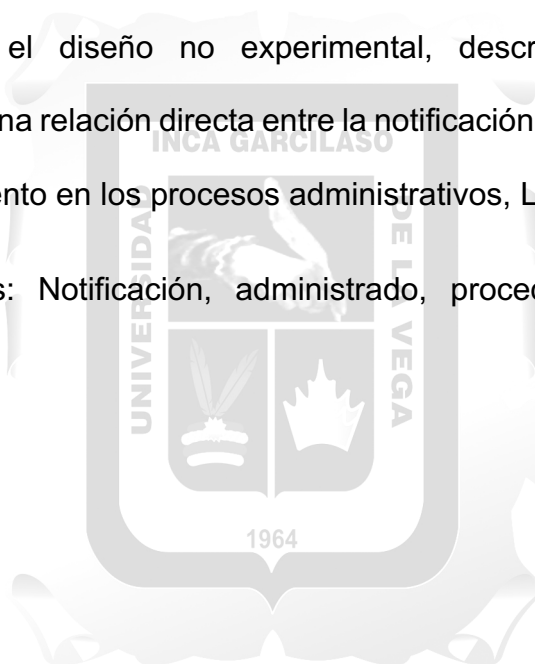 el diseño no experimental, descr
na relación directa entre la notificación
ento en los procesos administrativos, L
s: Notificación, administrado, proced
INCA GARCILASO
UNIVERSIDAD
DE LA VEGA
1964